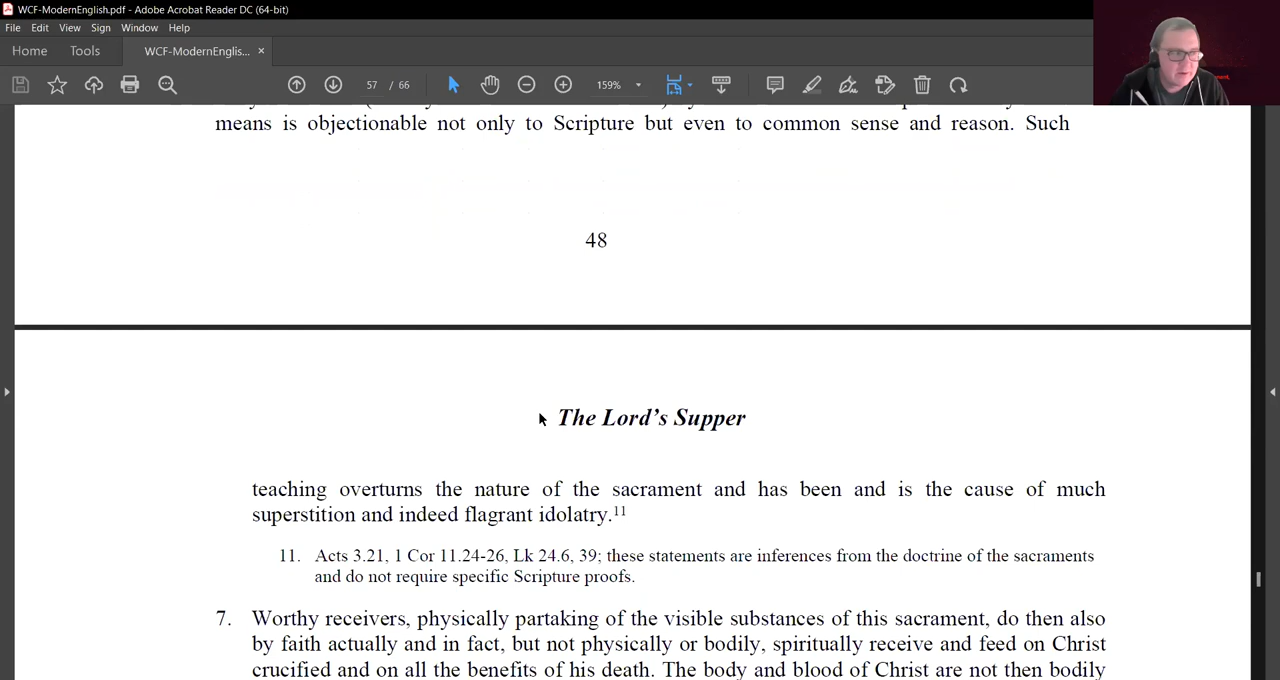 WCF-ModernEnglish.pdf - Adobe Acrobat Reader DC (64-bit)
File Edit View Sign Window Help
Home Tools WCF-ModernEnglis... ×
57 / 66 159%
means is objectionable not only to Scripture but even to common sense and reason. Such
48
The Lord's Supper
teaching overturns the nature of the sacrament and has been and is the cause of much
superstition and indeed flagrant idolatry.11
11. Acts 3.21, 1 Cor 11.24-26, Lk 24.6, 39; these statements are inferences from the doctrine of the sacraments
and do not require specific Scripture proofs.
7. Worthy receivers, physically partaking of the visible substances of this sacrament, do then also
by faith actually and in fact, but not physically or bodily, spiritually receive and feed on Christ
crucified and on all the benefits of his death. The body and blood of Christ are not then bodily